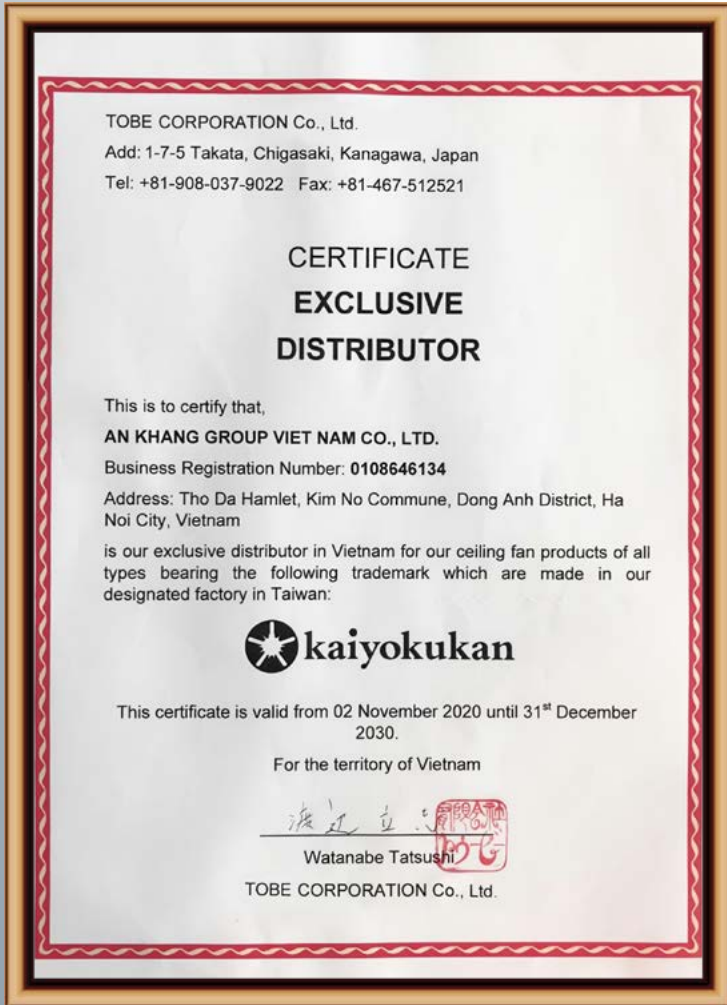 TOBE CORPORATION Co., Ltd.
Add: 1-7-5 Takata, Chigasaki, Kanagawa, Japan
Tel: +81-908-037-9022 Fax: +81-467-512521
CERTIFICATE
EXCLUSIVE
DISTRIBUTOR
This is to certify that,
AN KHANG GROUP VIET NAM CO., LTD.
Business Registration Number: 0108646134
Address: Tho Da Hamlet, Kim No Commune, Dong Anh District, Ha
Noi City, Vietnam
is our exclusive distributor in Vietnam for our ceiling fan products of all
types bearing the following trademark which are made in our
designated factory in Taiwan:
kaiyokukan
This certificate is valid from 02 November 2020 until 31st December
2030.
For the territory of Vietnam
渡辺 立
Watanabe Tatsushi
TOBE CORPORATION Co., Ltd.